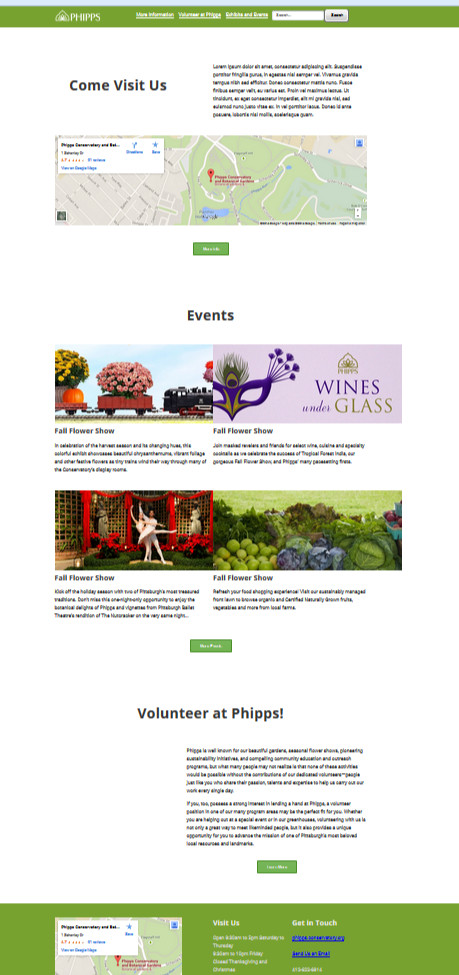 PHIPPS
More Information Volunteer at Phipps Exhibits and Events Search... Search
Come Visit Us
Lorem ipsum dolor sit amet, consectetur adipiscing elit. Suspendisse
porttitor fringilla purus, in egestas nisl semper vel. Vivamus gravida
tempus nibh sed efficitur. Donec consectetur mantis nunc. Fusce
finibus semper velit, eu varius est. Proin vel maximus lectus. Ut
tincidunt, ex eget consectetur imperdiet, elit mi gravida nisl, sed
euismod nunc justo vitae ex. In vel porttitor lacus. Donec id ante
posuere, lobortis nisl mollis, scelerisque quam.
Phipps Conservatory and Bot...
1 Schenley Dr
Directions Save
View on Google Maps
Phipps Conservatory
and Botanical Gardens
More Info
Events
PHIPPS
WINES
under GLASS
Fall Flower Show
In celebration of the harvest season and its changing hues, this
colorful exhibit showcases beautiful chrysanthemums, vibrant foliage
and other festive flowers as tiny trains wind their way through many of
the Conservatory's display rooms.
Fall Flower Show
Join masked revelers and friends for select wine, cuisine and specialty
cocktails as we celebrate the success of Tropical Forest India, our
gorgeous Fall Flower Show, and Phipps' many generating firsts.
Fall Flower Show
Kick off the holiday season with two of Pittsburgh's most treasured
traditions. Don't miss this one-night-only opportunity to enjoy the
botanical delights of Phipps and vignettes from Pittsburgh Ballet
Theatre's rendition of The Nutcracker on the very same night...
Fall Flower Show
Refresh your food shopping experience! Visit our sustainably managed
front lawn to browse organic and Certified Naturally Grown fruits,
vegetables and more from local farms.
Volunteer at Phipps!
Phipps is well known for our beautiful gardens, seasonal flower shows, pioneering
sustainability initiatives, and compelling community education and outreach
programs, but what many people may not realize is that none of these activities
would be possible without the contributions of our dedicated volunteers—people
just like you who share their passion, talents and expertise to help us carry out our
work every single day.
If you, too, possess a strong interest in lending a hand at Phipps, a volunteer
position in one of our many program areas may be the perfect fit for you. Whether
you are helping out at a special event or in our greenhouses, volunteering with us is
not only a great way to meet likeminded people, but it also provides a unique
opportunity for you to advance the mission of one of Pittsburgh's most beloved
local resources and landmarks.
Learn More
Phipps Conservatory and Bot...
1 Schenley Dr
Save
View on Google Maps
Phipps Conservatory
Visit Us
Open 9:30am to 5pm Saturday to
Thursday
9:30am to 10pm Friday
Closed Thanksgiving and
Christmas
Get in Touch
phipps.conservatory.org
Send Us an Email